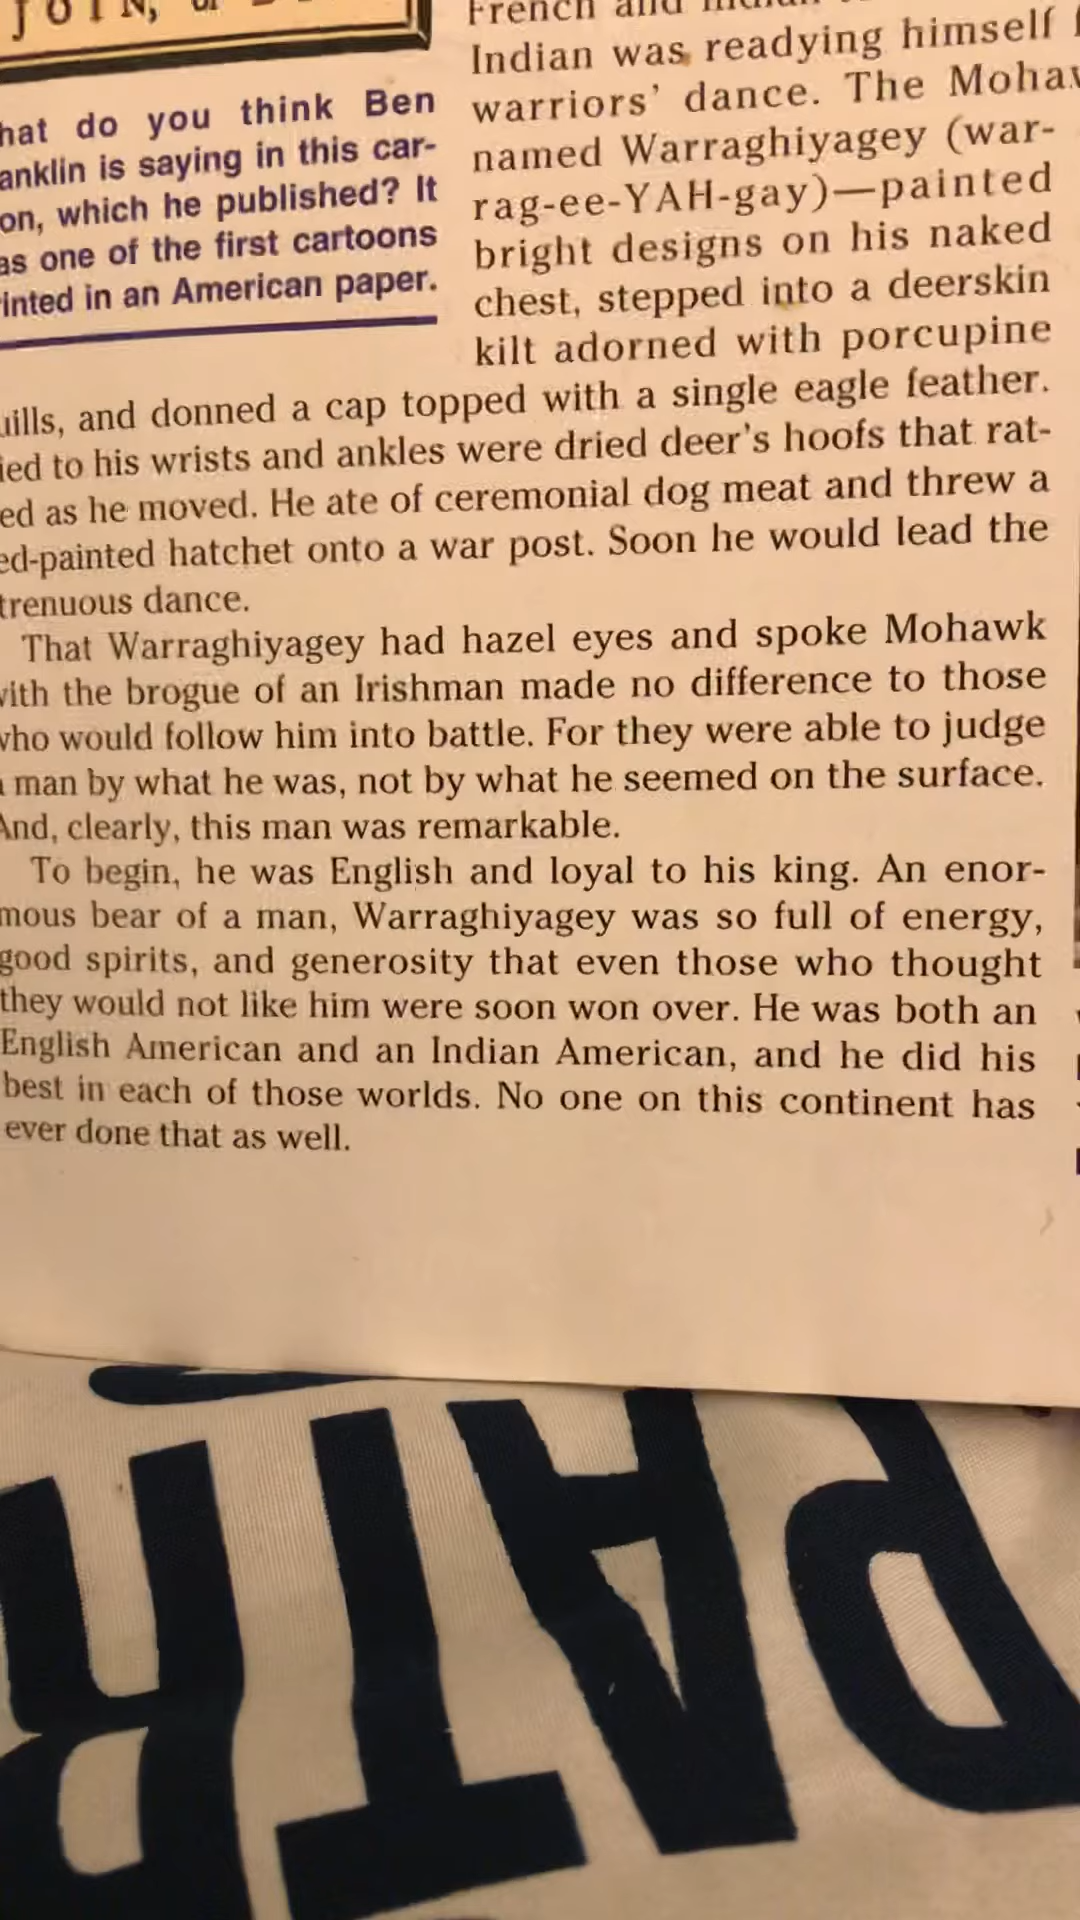 JOIN, or
hat do you think Ben
anklin is saying in this car-
on, which he published? It
as one of the first cartoons
inted in an American paper.
French and
Indian was readying himself
warriors' dance. The Mohaw
named Warraghiyagey (war-
rag-ee-YAH-gay)—painted
bright designs on his naked
chest, stepped into a deerskin
kilt adorned with porcupine
uills, and donned a cap topped with a single eagle feather.
ied to his wrists and ankles were dried deer's hoofs that rat-
ed as he moved. He ate of ceremonial dog meat and threw a
ed-painted hatchet onto a war post. Soon he would lead the
trenuous dance.
That Warraghiyagey had hazel eyes and spoke Mohawk
with the brogue of an Irishman made no difference to those
who would follow him into battle. For they were able to judge
a man by what he was, not by what he seemed on the surface.
And, clearly, this man was remarkable.
To begin, he was English and loyal to his king. An enor-
mous bear of a man, Warraghiyagey was so full of energy,
good spirits, and generosity that even those who thought
they would not like him were soon won over. He was both an
English American and an Indian American, and he did his
best in each of those worlds. No one on this continent has
ever done that as well.
PATR